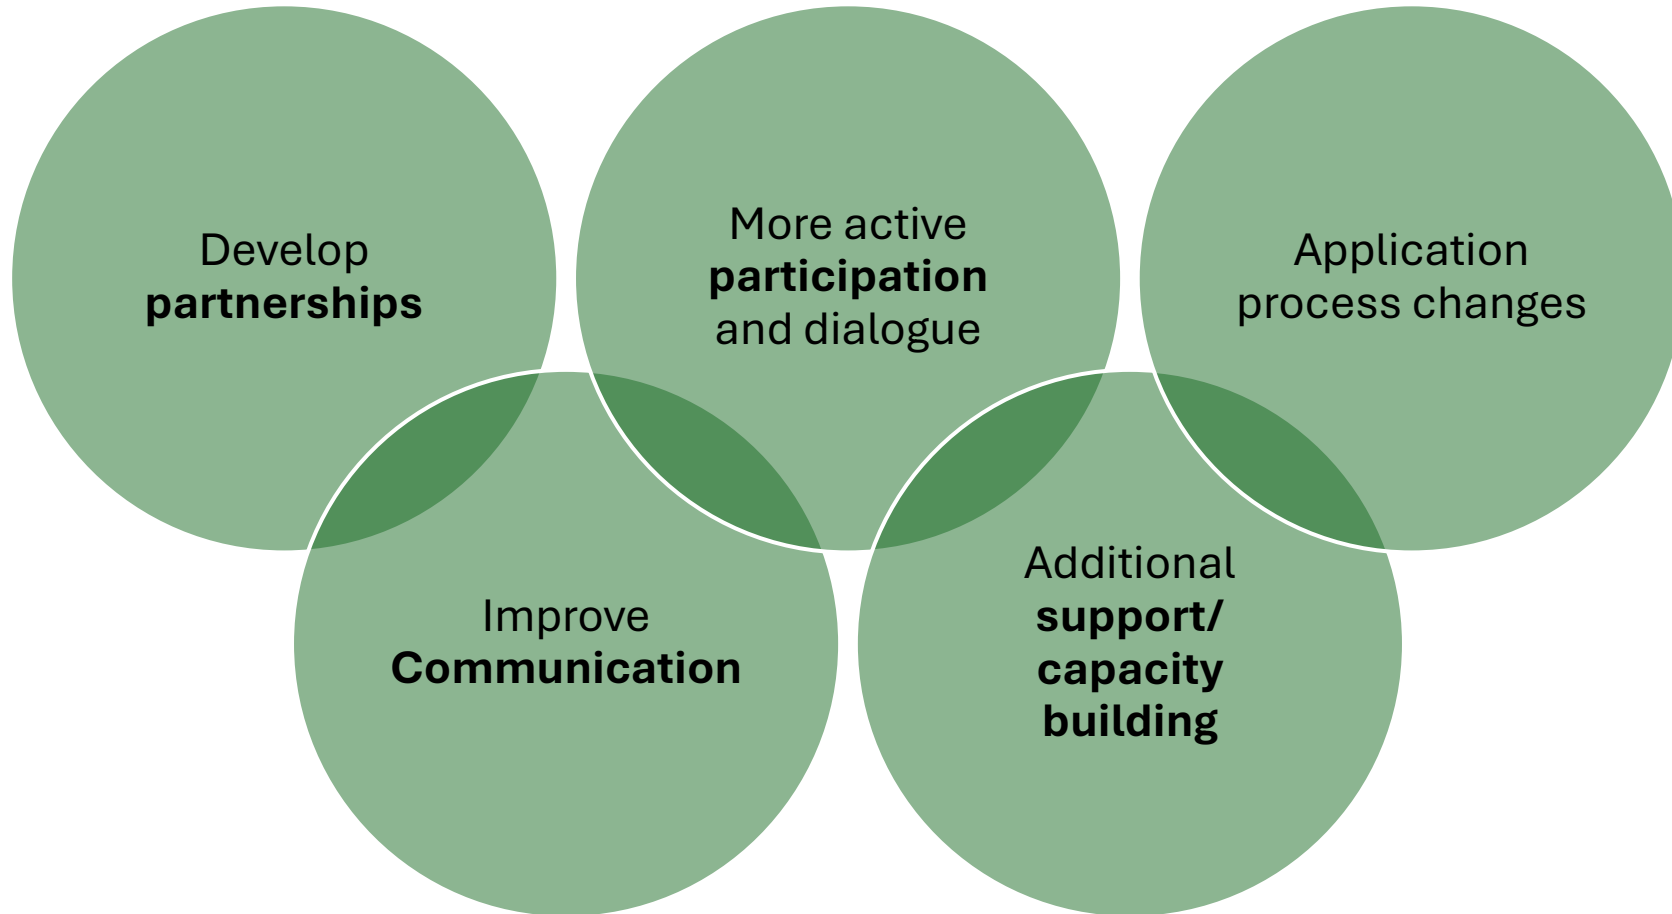 Develop
partnerships
More active
participation
and dialogue
Application
process changes
Improve
Communication
Additional
support/
capacity
building